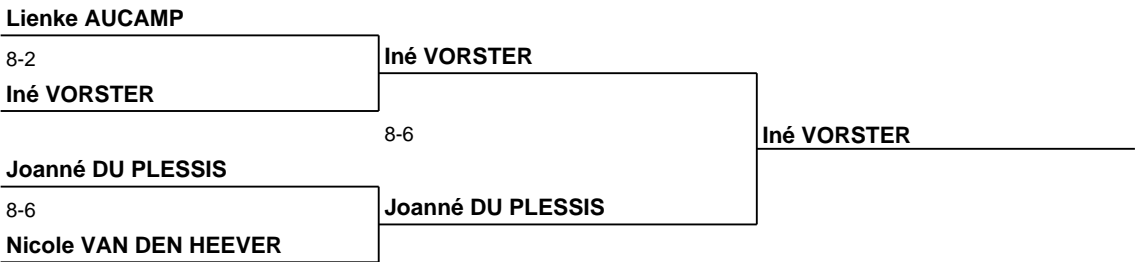 Lienke AUCAMP
8-2
Iné VORSTER
Iné VORSTER
8-6
Iné VORSTER
Joanné DU PLESSIS
8-6
Joanné DU PLESSIS
Nicole VAN DEN HEEVER